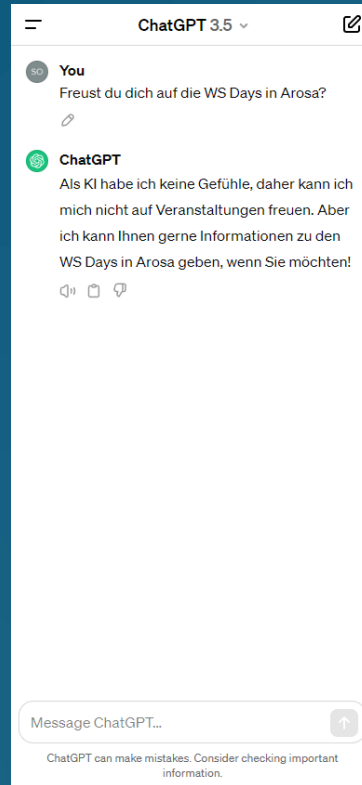 ChatGPT 3.5
SO
You
Freust du dich auf die WS Days in Arosa?
ChatGPT
Als KI habe ich keine Gefühle, daher kann ich
mich nicht auf Veranstaltungen freuen. Aber
ich kann Ihnen gerne Informationen zu den
WS Days in Arosa geben, wenn Sie möchten!
Message ChatGPT...
ChatGPT can make mistakes. Consider checking important
information.